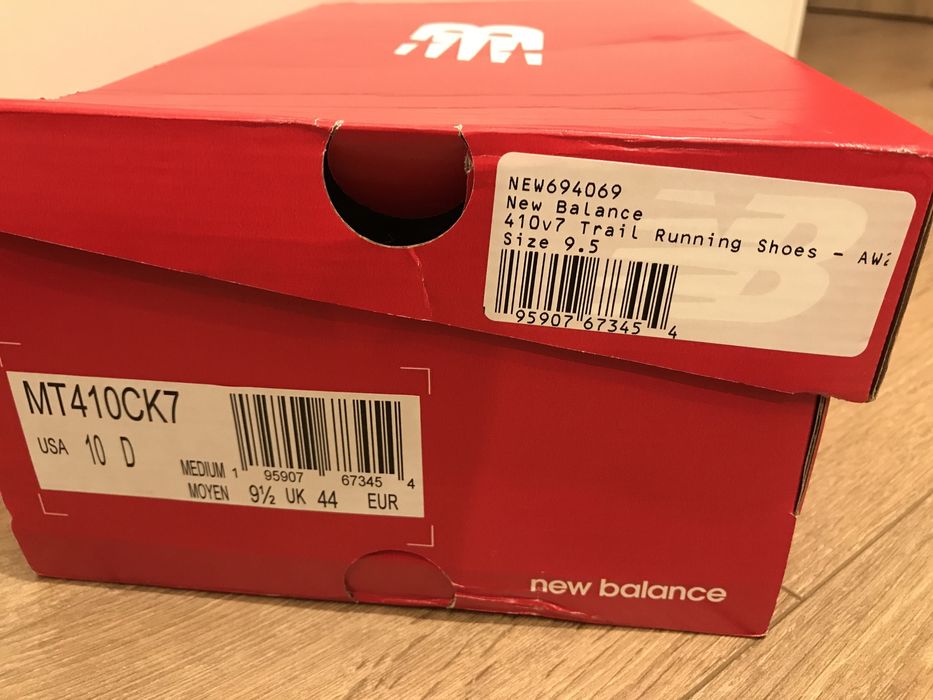 NEW694069
New Balance
410v7 Trail Running Shoes - AW
Size 9.5
95907 67345 4
MT410CK7
USA 10 D
MEDIUM 1 95907 67345 4
MOYEN 9½ UK 44 EUR
new balance